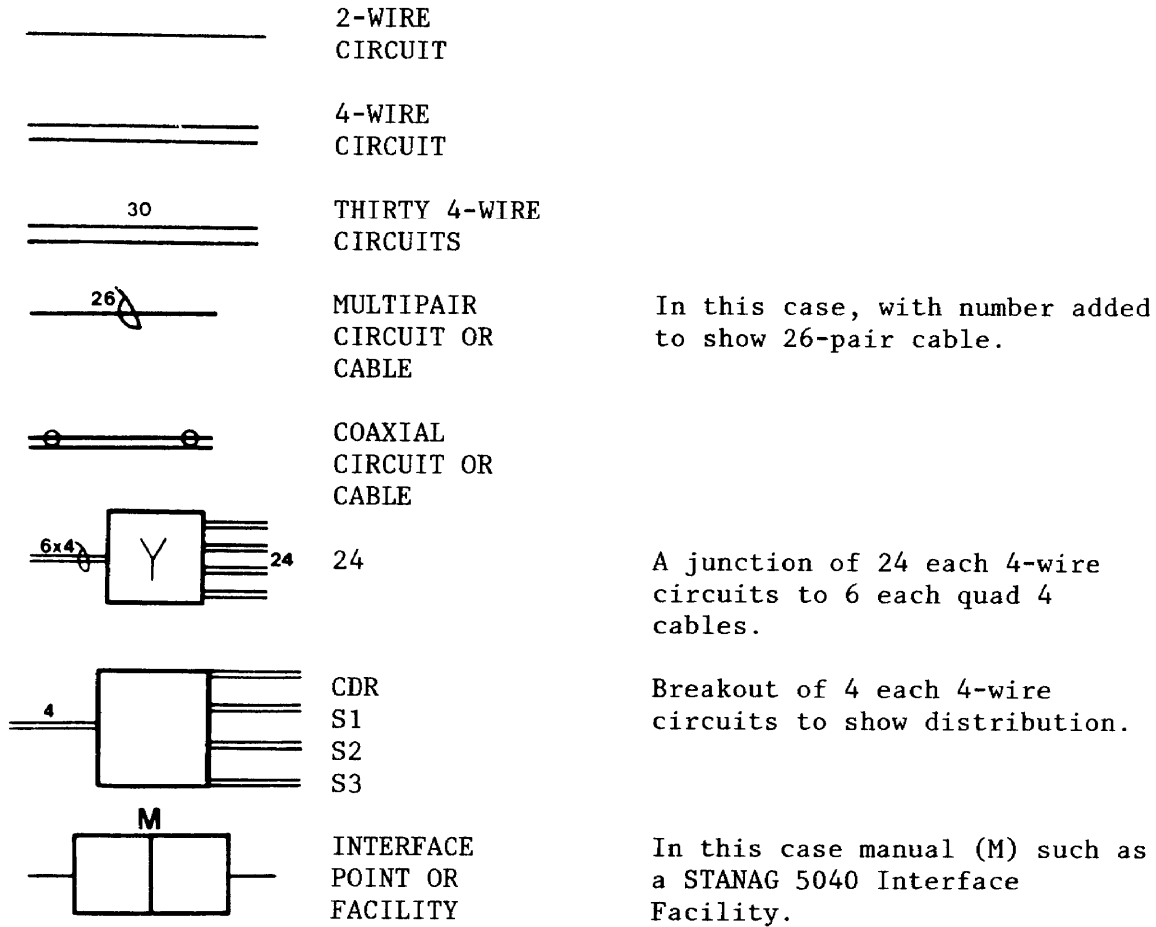 2-WIRE
CIRCUIT
4-WIRE
CIRCUIT
30
THIRTY 4-WIRE
CIRCUITS
26
MULTIPAIR
CIRCUIT OR
CABLE
In this case, with number added
to show 26-pair cable.
COAXIAL
CIRCUIT OR
CABLE
6x4
Y
24
24
A junction of 24 each 4-wire
circuits to 6 each quad 4
cables.
4
CDR
S1
S2
S3
Breakout of 4 each 4-wire
circuits to show distribution.
M
INTERFACE
POINT OR
FACILITY
In this case manual (M) such as
a STANAG 5040 Interface
Facility.